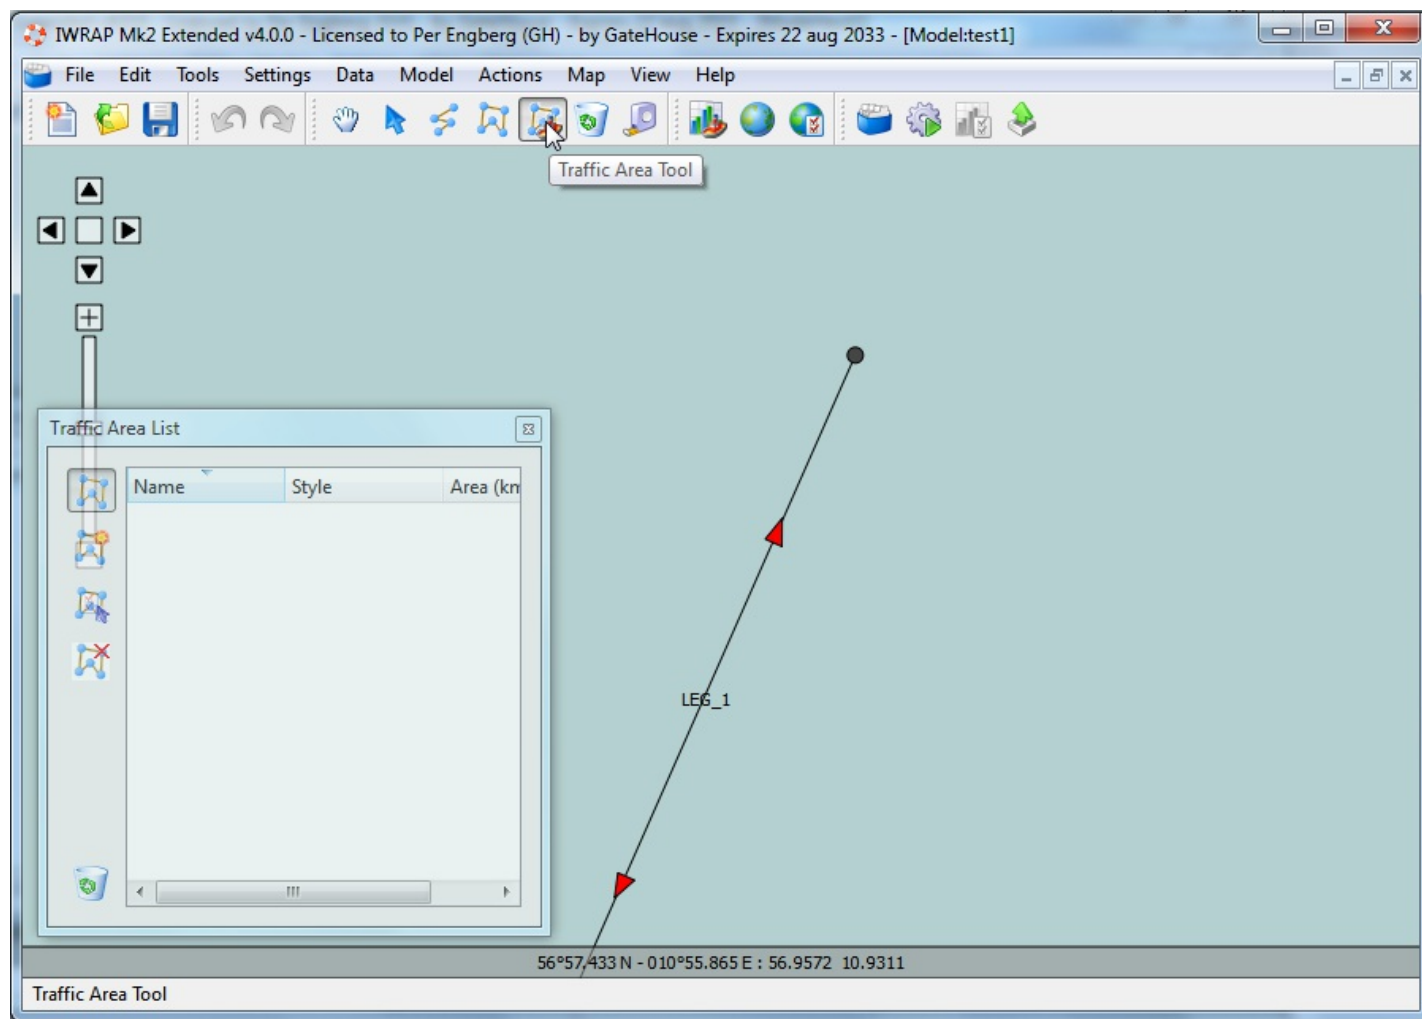 IWRAP Mk2 Extended v4.0.0 - Licensed to Per Engberg (GH) - by GateHouse - Expires 22 aug 2033 - [Model:test1]
File Edit Tools Settings Data Model Actions Map View Help
Traffic Area Tool
Traffic Area List
Name Style Area (km
LEG_1
56°57.433 N - 010°55.865 E : 56.9572 10.9311
Traffic Area Tool